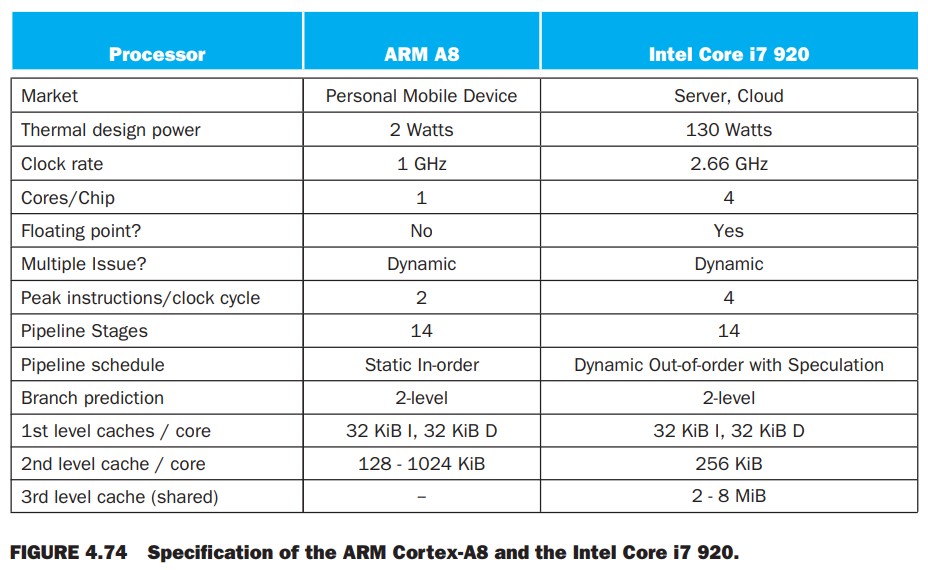 Processor ARM A8 Intel Core i7 920
Market Personal Mobile Device Server, Cloud
Thermal design power 2 Watts 130 Watts
Clock rate 1 GHz 2.66 GHz
Cores/Chip 1 4
Floating point? No Yes
Multiple Issue? Dynamic Dynamic
Peak instructions/clock cycle 2 4
Pipeline Stages 14 14
Pipeline schedule Static In-order Dynamic Out-of-order with Speculation
Branch prediction 2-level 2-level
1st level caches / core 32 KiB I, 32 KiB D 32 KiB I, 32 KiB D
2nd level cache / core 128 - 1024 KiB 256 KiB
3rd level cache (shared) – 2 - 8 MiB
FIGURE 4.74 Specification of the ARM Cortex-A8 and the Intel Core i7 920.